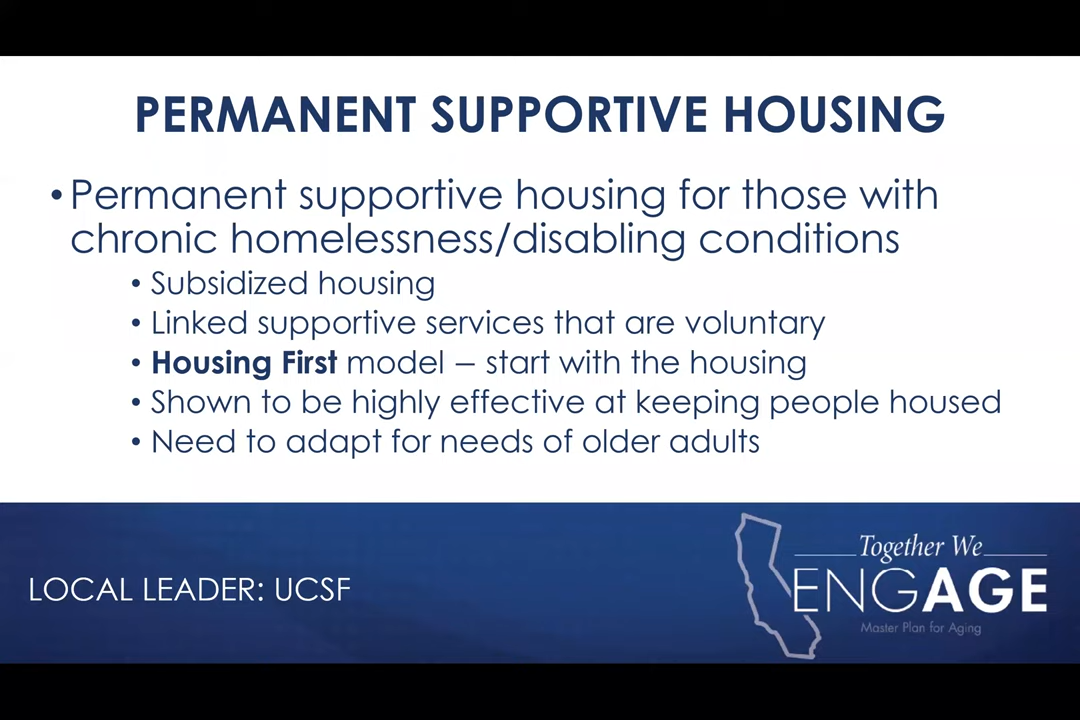 PERMANENT SUPPORTIVE HOUSING
• Permanent supportive housing for those with
chronic homelessness/disabling conditions
• Subsidized housing
• Linked supportive services that are voluntary
• Housing First model – start with the housing
• Shown to be highly effective at keeping people housed
• Need to adapt for needs of older adults
LOCAL LEADER: UCSF
Together We
ENGAGE
Master Plan for Aging